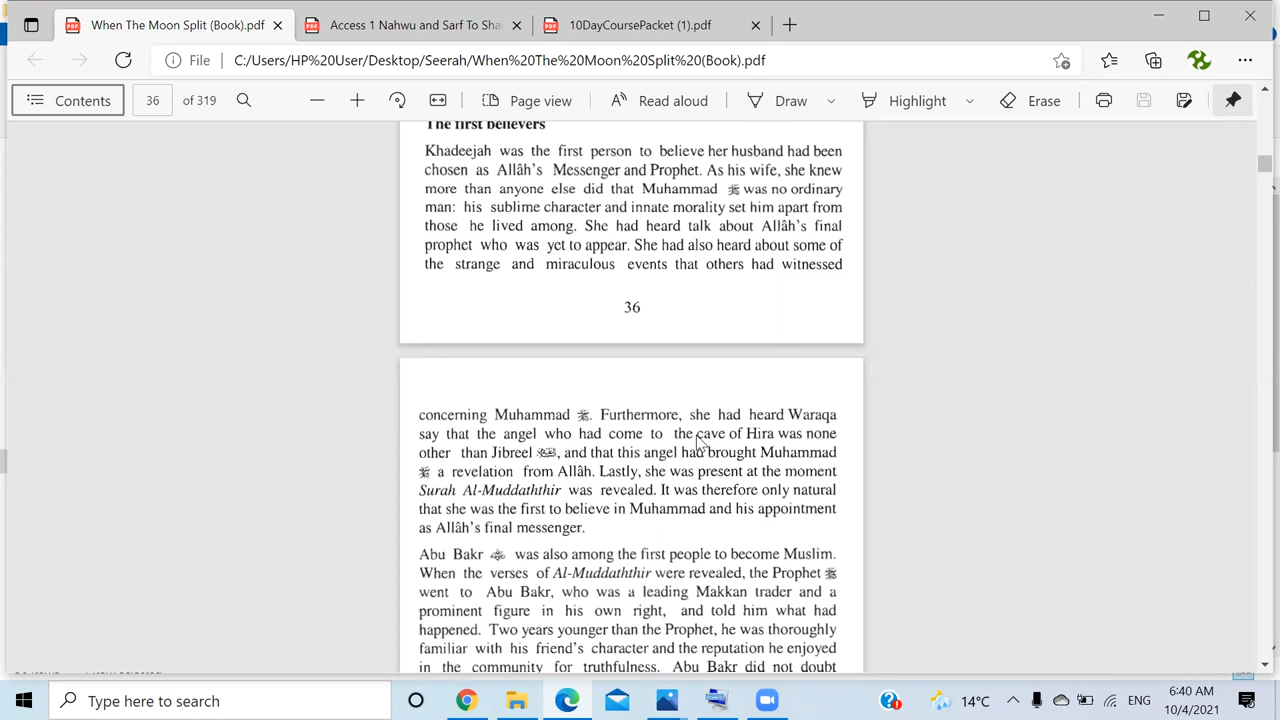 When The Moon Split (Book).pdf
Access 1 Nahwu and Sarf To Sha
10DayCoursePacket (1).pdf
File
C:/Users/HP%20User/Desktop/Seerah/When%20The%20Moon%20Split%20(Book).pdf
Contents
36 of 319
Page view
Read aloud
Draw
Highlight
Erase
The first believers
Khadeejah was the first person to believe her husband had been
chosen as Allâh's Messenger and Prophet. As his wife, she knew
more than anyone else did that Muhammad ﷺ was no ordinary
man: his sublime character and innate morality set him apart from
those he lived among. She had heard talk about Allâh's final
prophet who was yet to appear. She had also heard about some of
the strange and miraculous events that others had witnessed
36
concerning Muhammad ﷺ. Furthermore, she had heard Waraqa
say that the angel who had come to the cave of Hira was none
other than Jibreel, and that this angel had brought Muhammad
ﷺ a revelation from Allâh. Lastly, she was present at the moment
Surah Al-Muddaththir was revealed. It was therefore only natural
that she was the first to believe in Muhammad and his appointment
as Allâh's final messenger.
Abu Bakr was also among the first people to become Muslim.
When the verses of Al-Muddaththir were revealed, the Prophet ﷺ
went to Abu Bakr, who was a leading Makkan trader and a
prominent figure in his own right, and told him what had
happened. Two years younger than the Prophet, he was thoroughly
familiar with his friend's character and the reputation he enjoyed
in the community for truthfulness. Abu Bakr did not doubt
Type here to search
14°C
ENG
6:40 AM
10/4/2021